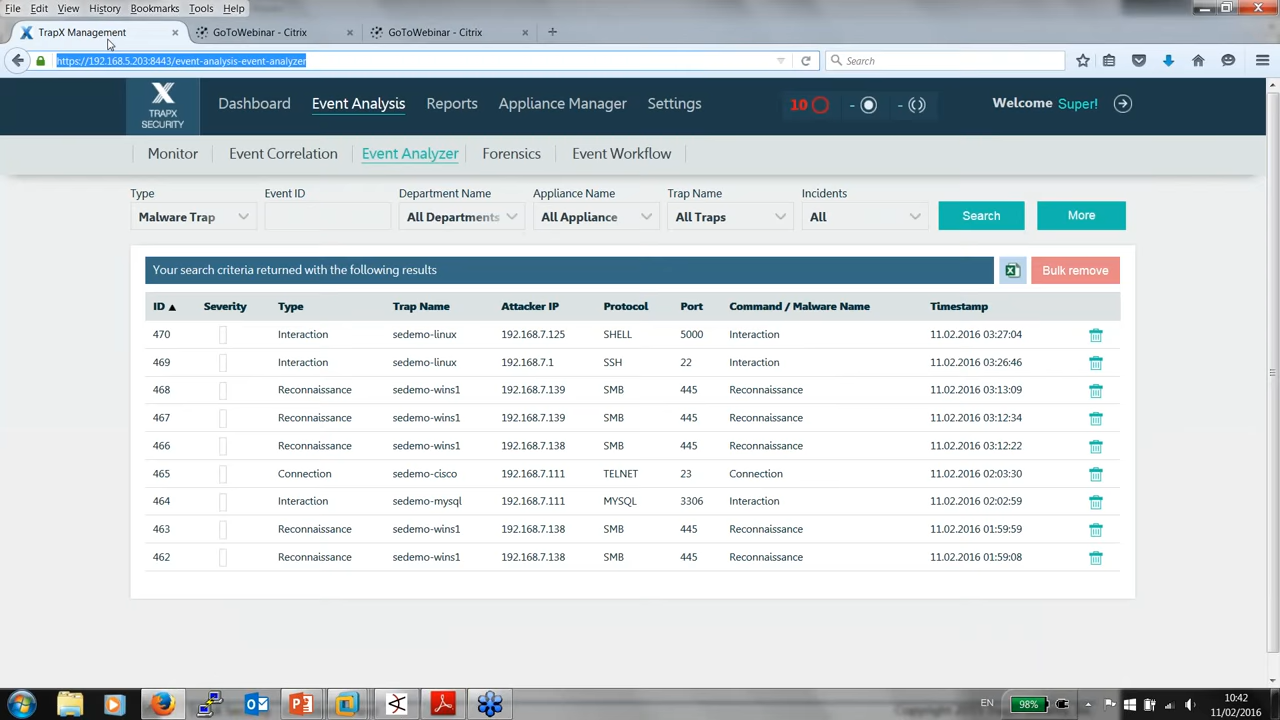 File Edit View History Bookmarks Tools Help
TrapX Management
GoToWebinar - Citrix
GoToWebinar - Citrix
https://192.168.5.203:8443/event-analysis-event-analyzer
Search
TRAPX SECURITY
Dashboard Event Analysis Reports Appliance Manager Settings
10 - -
Welcome Super!
Monitor Event Correlation Event Analyzer Forensics Event Workflow
Type Event ID Department Name Appliance Name Trap Name Incidents
Malware Trap All Departments All Appliance All Traps All Search More
Your search criteria returned with the following results Bulk remove
ID Severity Type Trap Name Attacker IP Protocol Port Command / Malware Name Timestamp
470 Interaction sedemo-linux 192.168.7.125 SHELL 5000 Interaction 11.02.2016 03:27:04
469 Interaction sedemo-linux 192.168.7.1 SSH 22 Interaction 11.02.2016 03:26:46
468 Reconnaissance sedemo-wins1 192.168.7.139 SMB 445 Reconnaissance 11.02.2016 03:13:09
467 Reconnaissance sedemo-wins1 192.168.7.139 SMB 445 Reconnaissance 11.02.2016 03:12:34
466 Reconnaissance sedemo-wins1 192.168.7.138 SMB 445 Reconnaissance 11.02.2016 03:12:22
465 Connection sedemo-cisco 192.168.7.111 TELNET 23 Connection 11.02.2016 02:03:30
464 Interaction sedemo-mysql 192.168.7.111 MYSQL 3306 Interaction 11.02.2016 02:02:59
463 Reconnaissance sedemo-wins1 192.168.7.138 SMB 445 Reconnaissance 11.02.2016 01:59:59
462 Reconnaissance sedemo-wins1 192.168.7.138 SMB 445 Reconnaissance 11.02.2016 01:59:08
EN 98% 10:42
11/02/2016